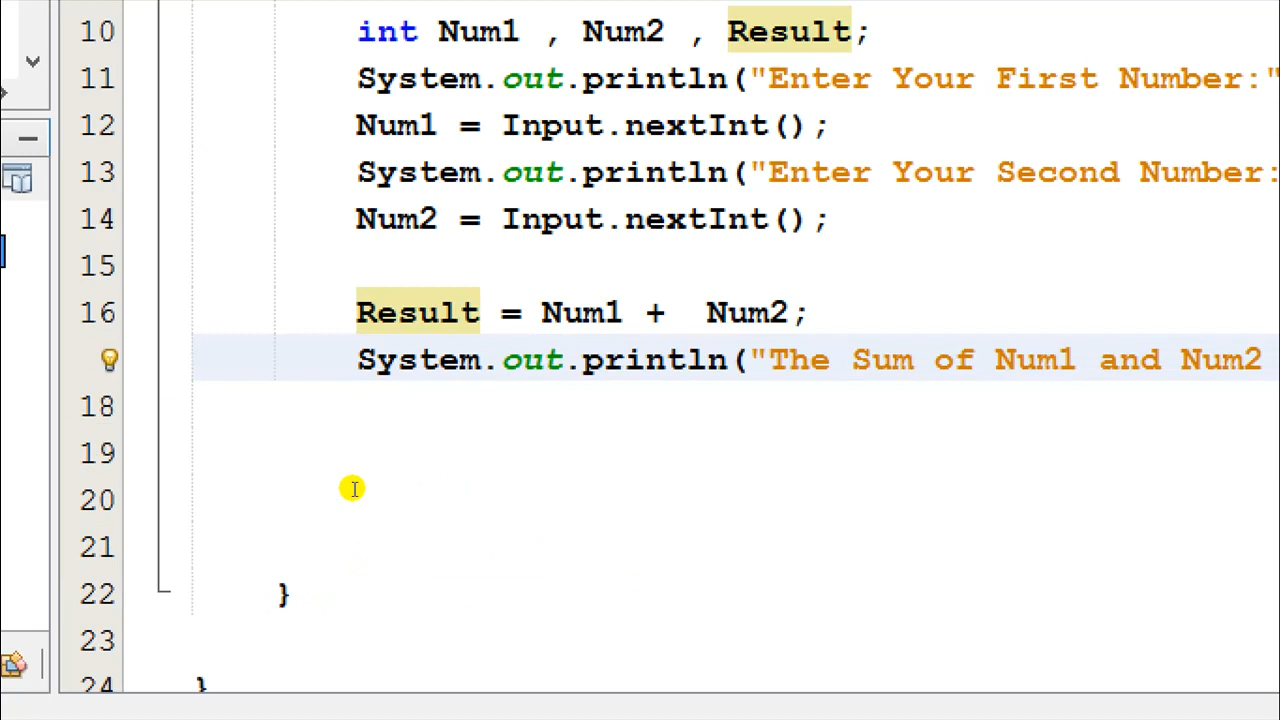 10 int Num1 , Num2 , Result;
11 System.out.println("Enter Your First Number:"
12 Num1 = Input.nextInt();
13 System.out.println("Enter Your Second Number:
14 Num2 = Input.nextInt();
15
16 Result = Num1 +  Num2;
System.out.println("The Sum of Num1 and Num2
18
19
20
21
22 }
23
24 }